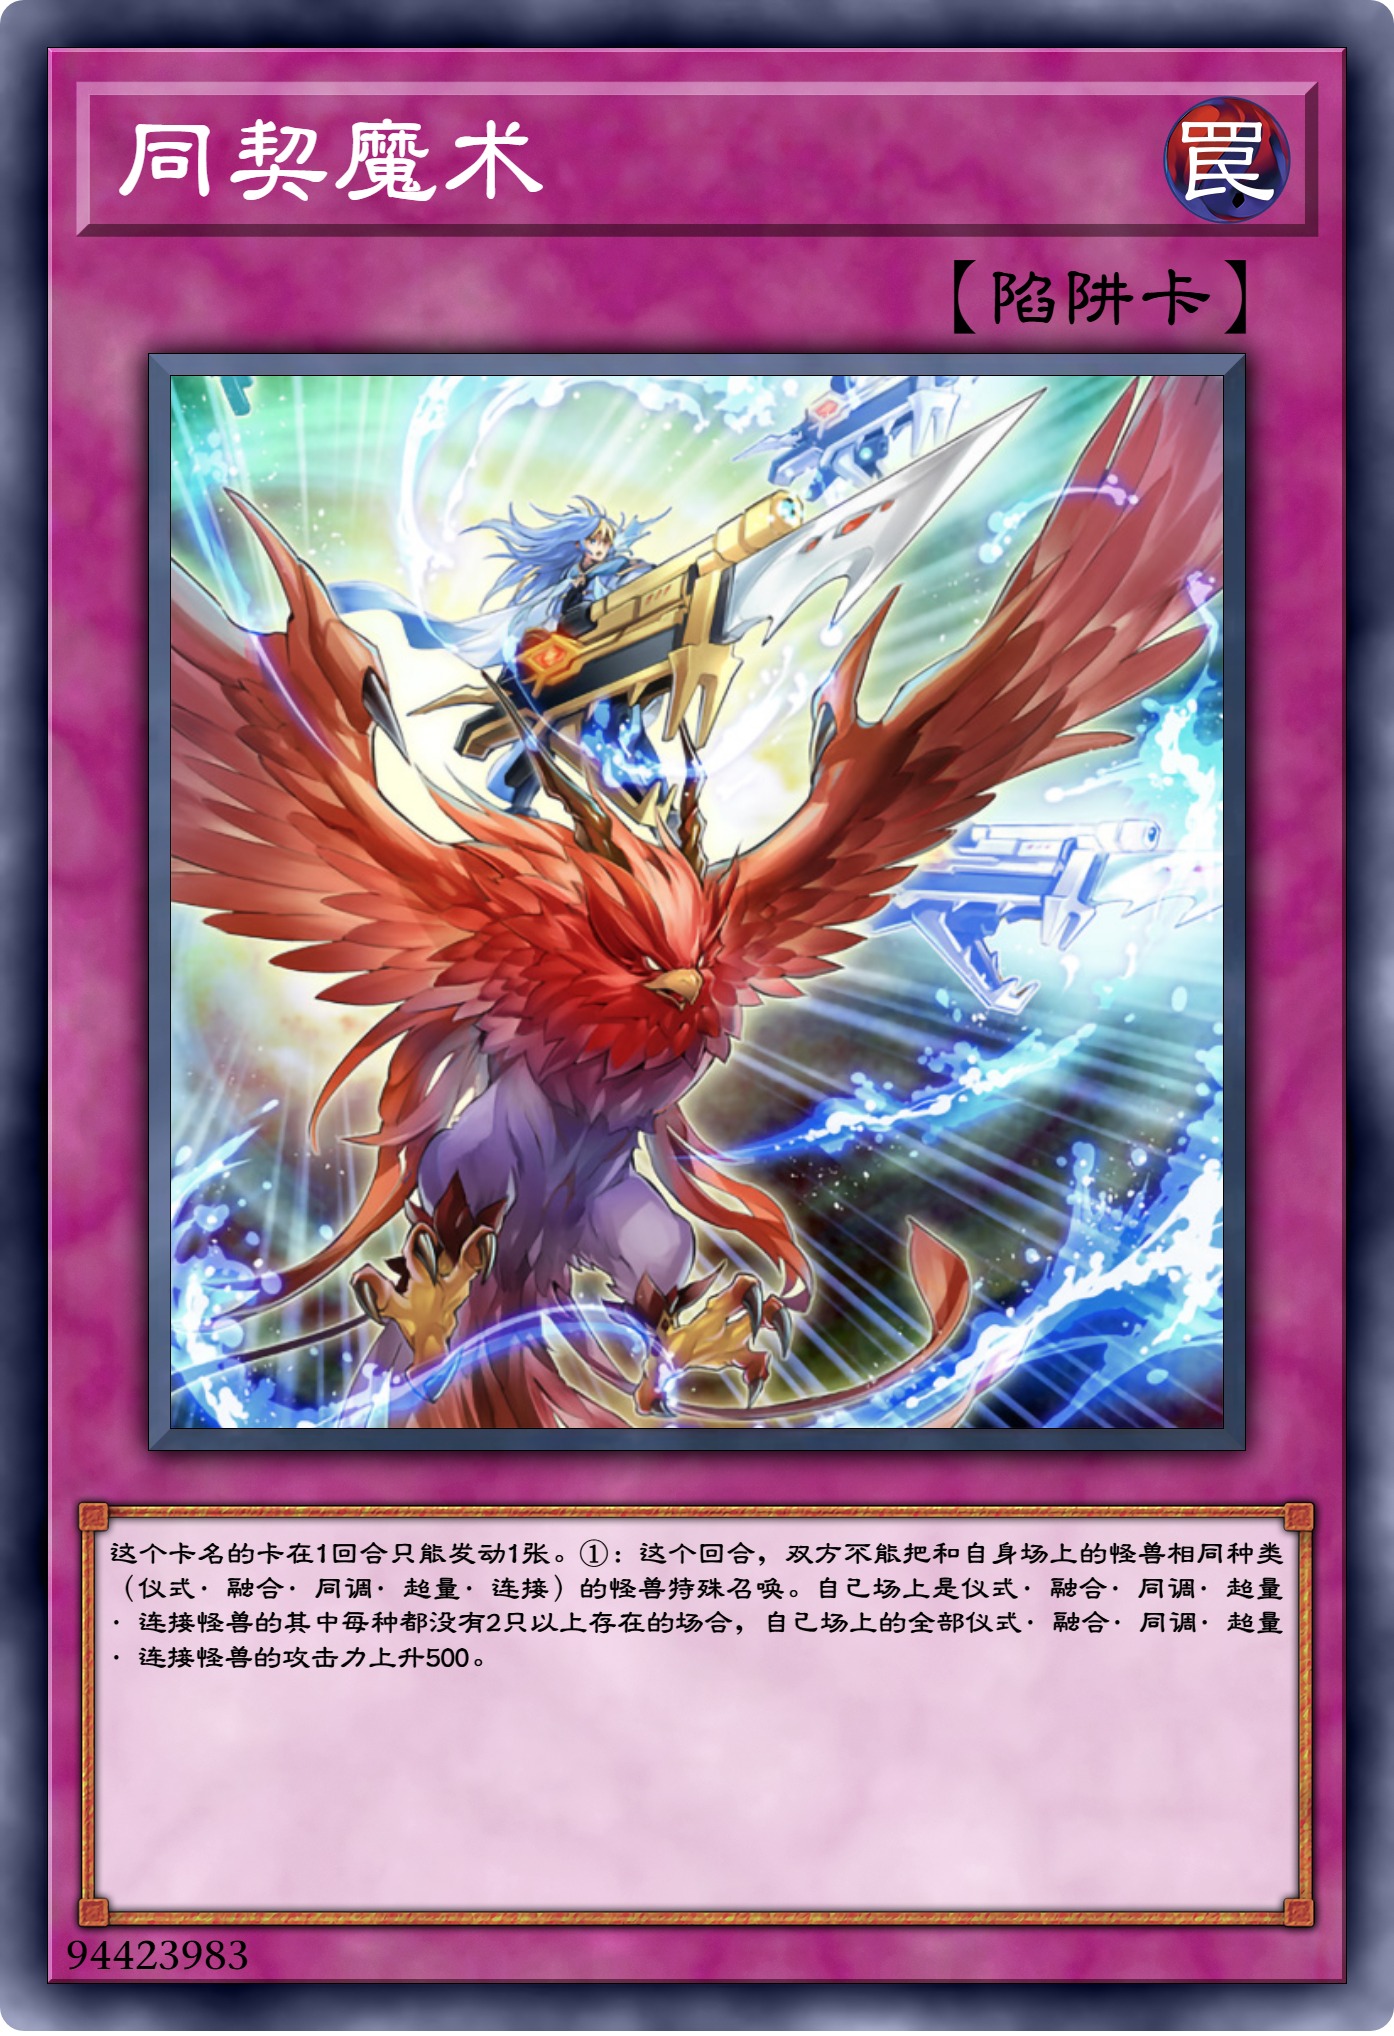 同契魔术
罠
【陷阱卡】
这个卡名的卡在1回合只能发动1张。①：这个回合，双方不能把和自身场上的怪兽相同种类
（仪式·融合·同调·超量·连接）的怪兽特殊召唤。自己场上是仪式·融合·同调·超量
·连接怪兽的其中每种都没有2只以上存在的场合，自己场上的全部仪式·融合·同调·超量
·连接怪兽的攻击力上升500。
94423983